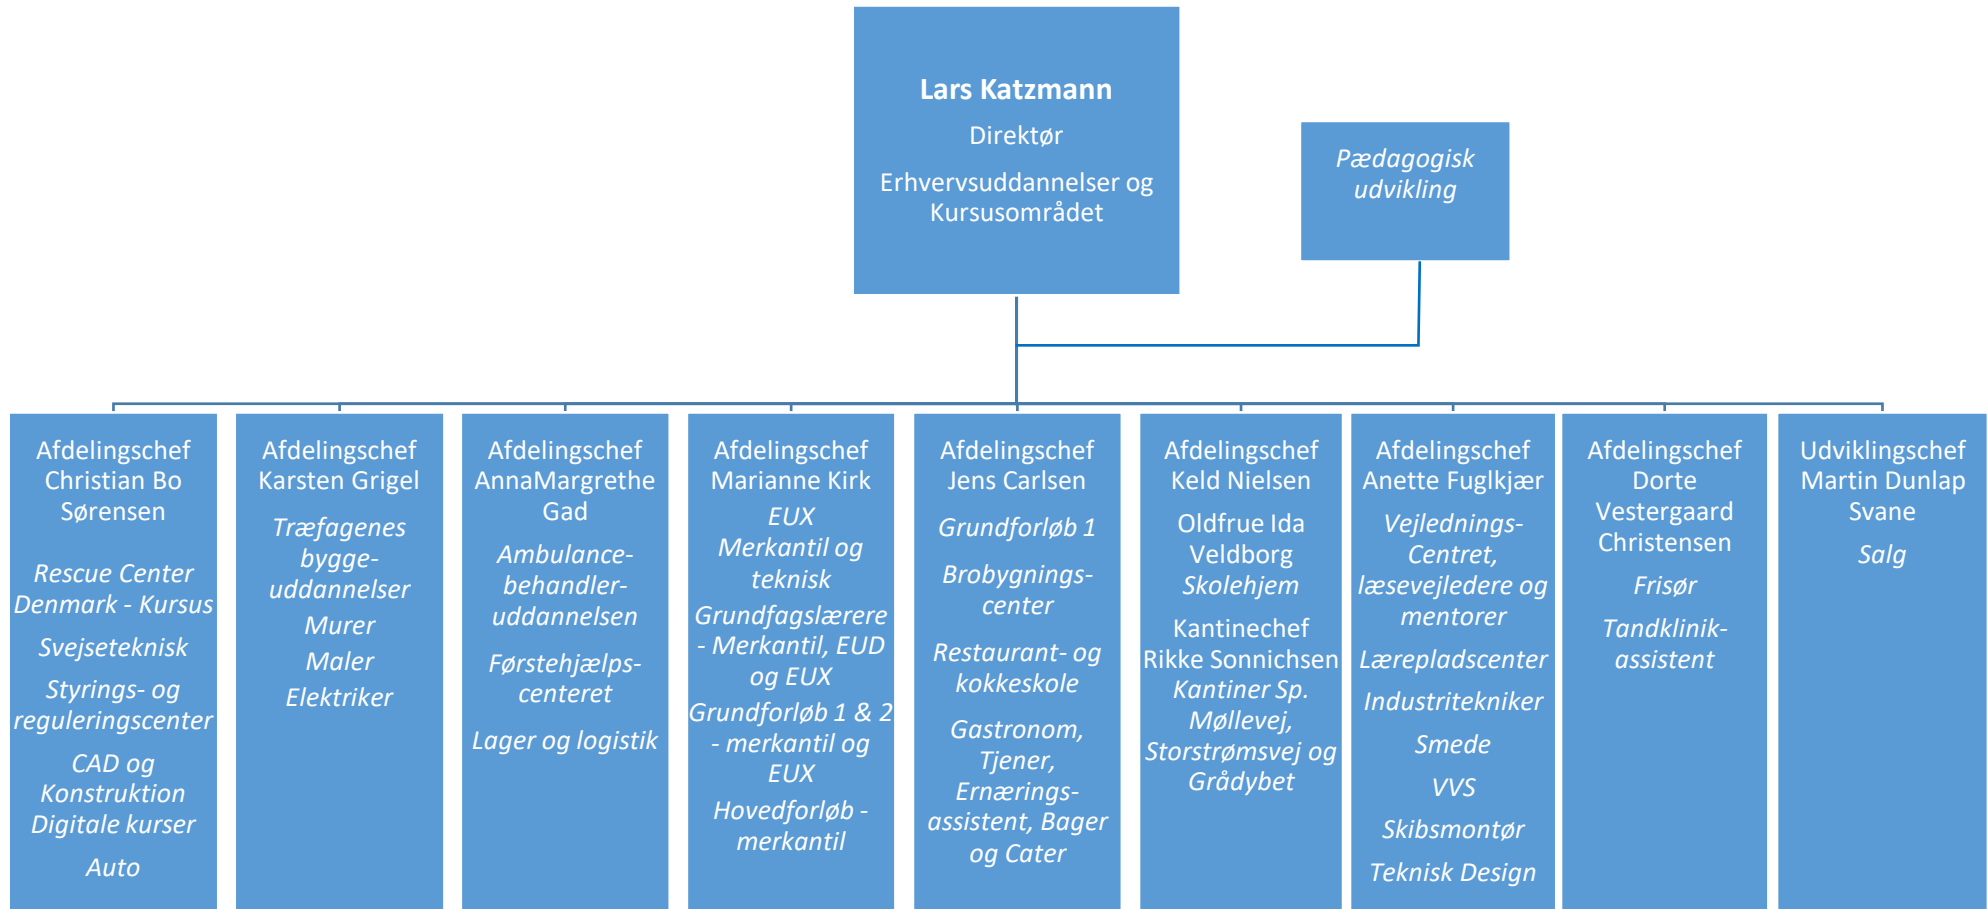 Lars Katzmann
Direktør
Erhvervsuddannelser og
Kursusområdet
Pædagogisk
udvikling
Afdelingschef
Christian Bo
Sørensen
Rescue Center
Denmark - Kursus
Svejseteknisk
Styrings- og
reguleringscenter
CAD og
Konstruktion
Digitale kurser
Auto
Afdelingschef
Karsten Grigel
Træfagenes
bygge-
uddannelser
Murer
Maler
Elektriker
Afdelingschef
AnnaMargrethe
Gad
Ambulance-
behandler-
uddannelsen
Førstehjælps-
centeret
Lager og logistik
Afdelingschef
Marianne Kirk
EUX
Merkantil og
teknisk
Grundfagslærere
- Merkantil, EUD
og EUX
Grundforløb 1 & 2
- merkantil og
EUX
Hovedforløb -
merkantil
Afdelingschef
Jens Carlsen
Grundforløb 1
Brobygnings-
center
Restaurant- og
kokkeskole
Gastronom,
Tjener,
Ernærings-
assistent, Bager
og Cater
Afdelingschef
Keld Nielsen
Oldfrue Ida
Veldborg
Skolehjem
Kantinechef
Rikke Sonnichsen
Kantiner Sp.
Møllevej,
Storstrømsvej og
Grådybet
Afdelingschef
Anette Fuglkjær
Vejlednings-
Centret,
læsevejledere og
mentorer
Lærepladscenter
Industritekniker
Smede
VVS
Skibsmontør
Teknisk Design
Afdelingschef
Dorte
Vestergaard
Christensen
Frisør
Tandklinik-
assistent
Udviklingschef
Martin Dunlap
Svane
Salg